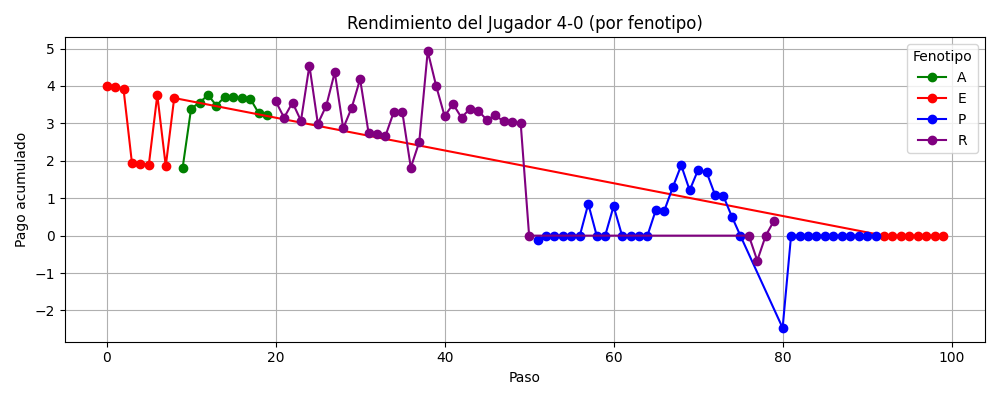 Rendimiento del Jugador 4-0 (por fenotipo)
Pago acumulado
5
4
3
2
1
0
−1
−2
Fenotipo
A
E
P
R
0 20 40 60 80 100
Paso